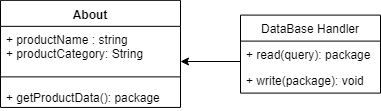 About
+ productName : string
+ productCategory: String
+ getProductData(): package
DataBase Handler
+ read(query): package
+ write(package): void